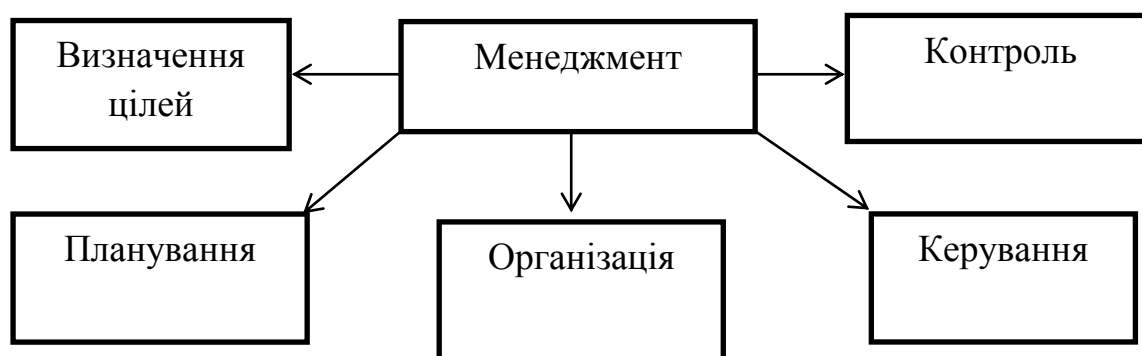 Визначення
цілей
Менеджмент
Контроль
Планування
Організація
Керування